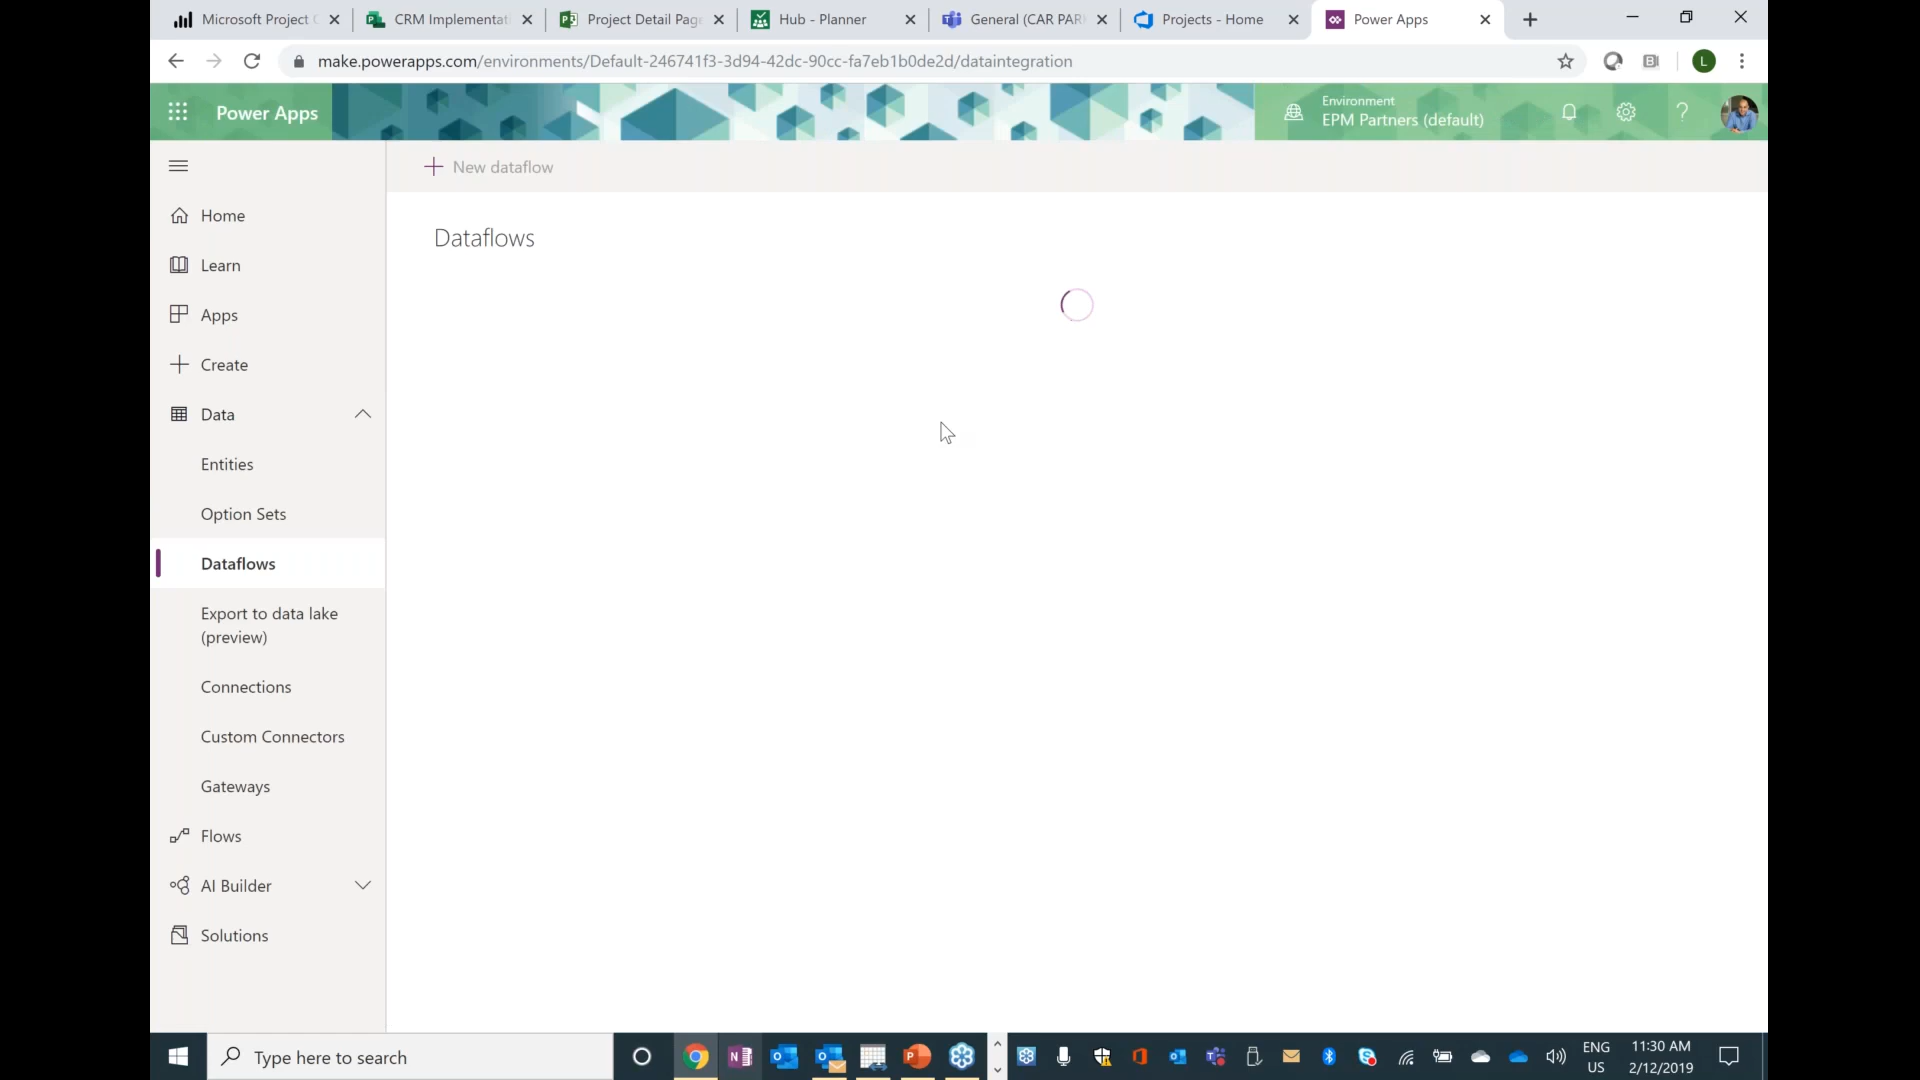 Microsoft Project
CRM Implementati
Project Detail Page
Hub - Planner
General (CAR PAR
Projects - Home
Power Apps
make.powerapps.com/environments/Default-246741f3-3d94-42dc-90cc-fa7eb1b0de2d/dataintegration
L
Power Apps
Environment
EPM Partners (default)
New dataflow
Dataflows
Home
Learn
Apps
Create
Data
Entities
Option Sets
Dataflows
Export to data lake
(preview)
Connections
Custom Connectors
Gateways
Flows
AI Builder
Solutions
Type here to search
ENG
US
11:30 AM
2/12/2019